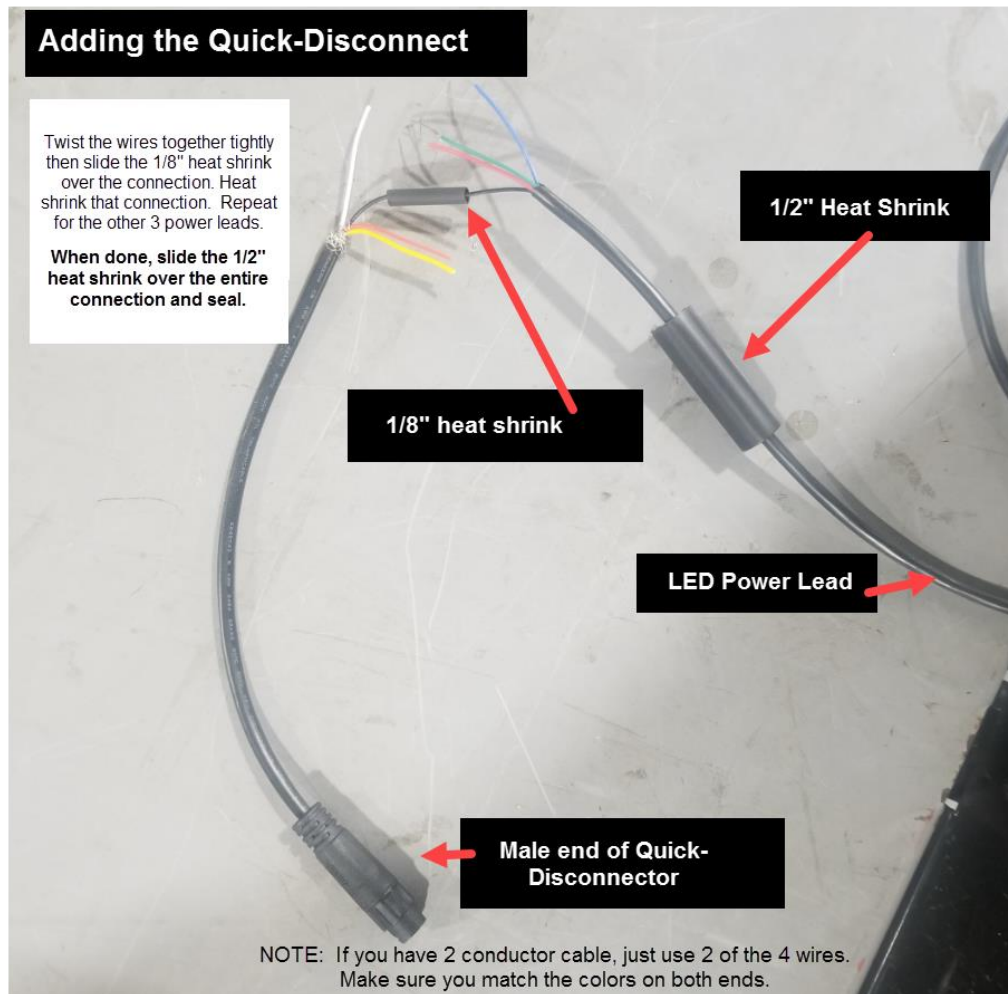 Adding the Quick-Disconnect
Twist the wires together tightly
then slide the 1/8" heat shrink
over the connection. Heat
shrink that connection.  Repeat
for the other 3 power leads.
When done, slide the 1/2"
heat shrink over the entire
connection and seal.
1/2" Heat Shrink
1/8" heat shrink
LED Power Lead
Male end of Quick-
Disconnector
NOTE:  If you have 2 conductor cable, just use 2 of the 4 wires.
Make sure you match the colors on both ends.